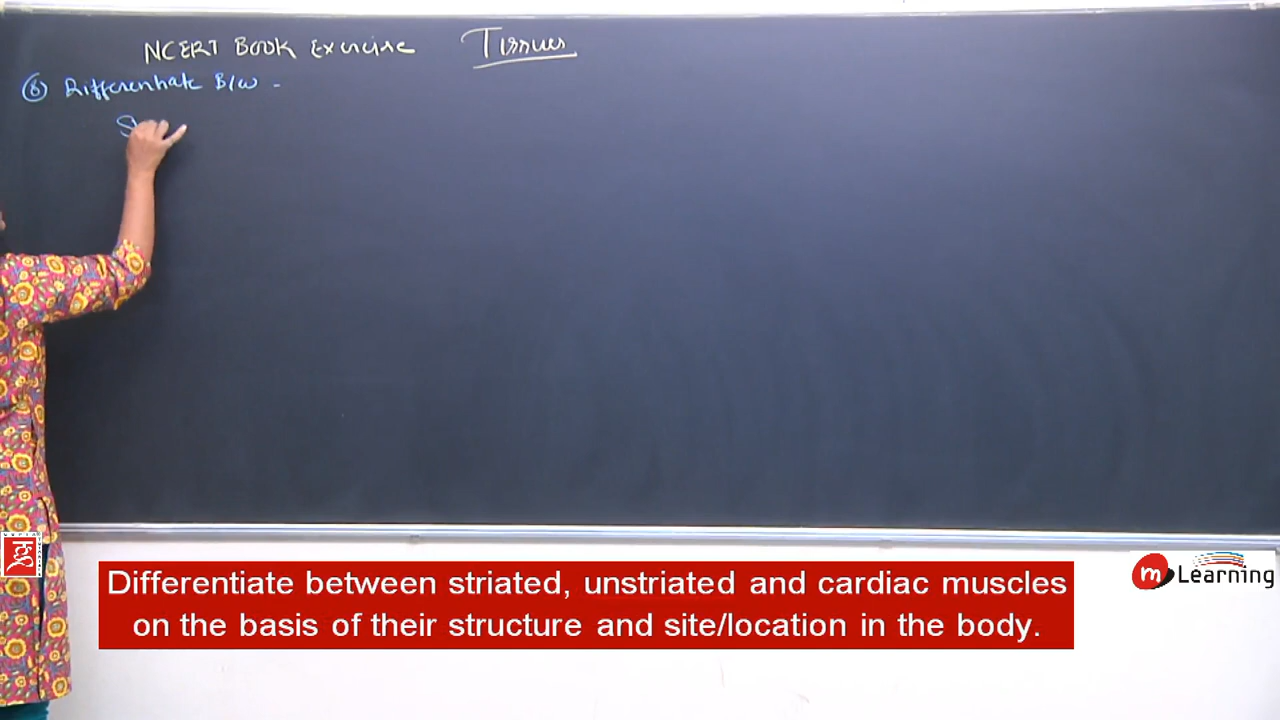 NCERT BOOK Exercise Tissues
⑥ Differentiate B/w -
Differentiate between striated, unstriated and cardiac muscles
on the basis of their structure and site/location in the body.
m Learning